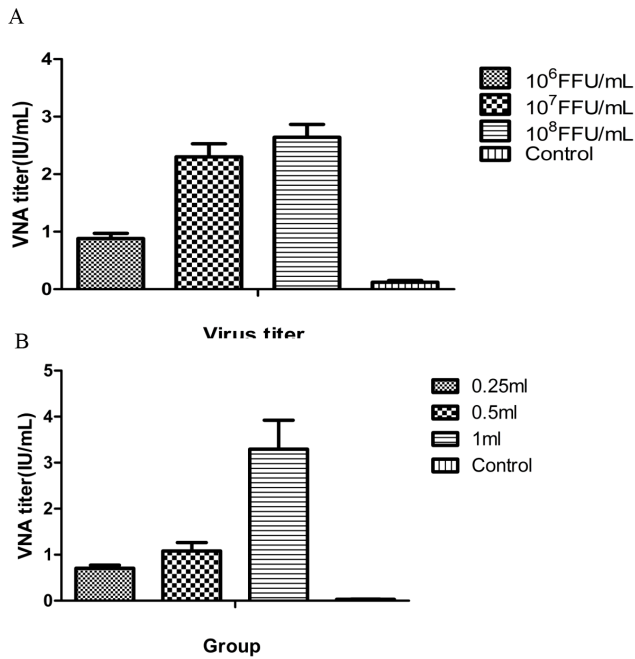 A
4
3
2
1
0
VNA titer(IU/mL)
10⁶FFU/mL
10⁷FFU/mL
10⁸FFU/mL
Control
Virus titer
B
5
4
3
2
1
0
VNA titer(IU/mL)
0.25ml
0.5ml
1ml
Control
Group